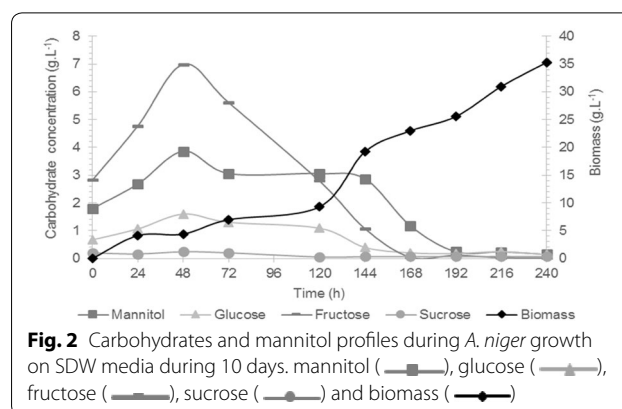 Carbohydrate concentration (g.L-1)
8
7
6
5
4
3
2
1
0
40
35
30
25
20
15
10
5
0
Biomass (g.L-1)
0 24 48 72 96 120 144 168 192 216 240
Time (h)
Mannitol Glucose Fructose Sucrose Biomass
Fig. 2 Carbohydrates and mannitol profiles during A. niger growth
on SDW media during 10 days. mannitol ( ), glucose ( ),
fructose ( ), sucrose ( ) and biomass ( )